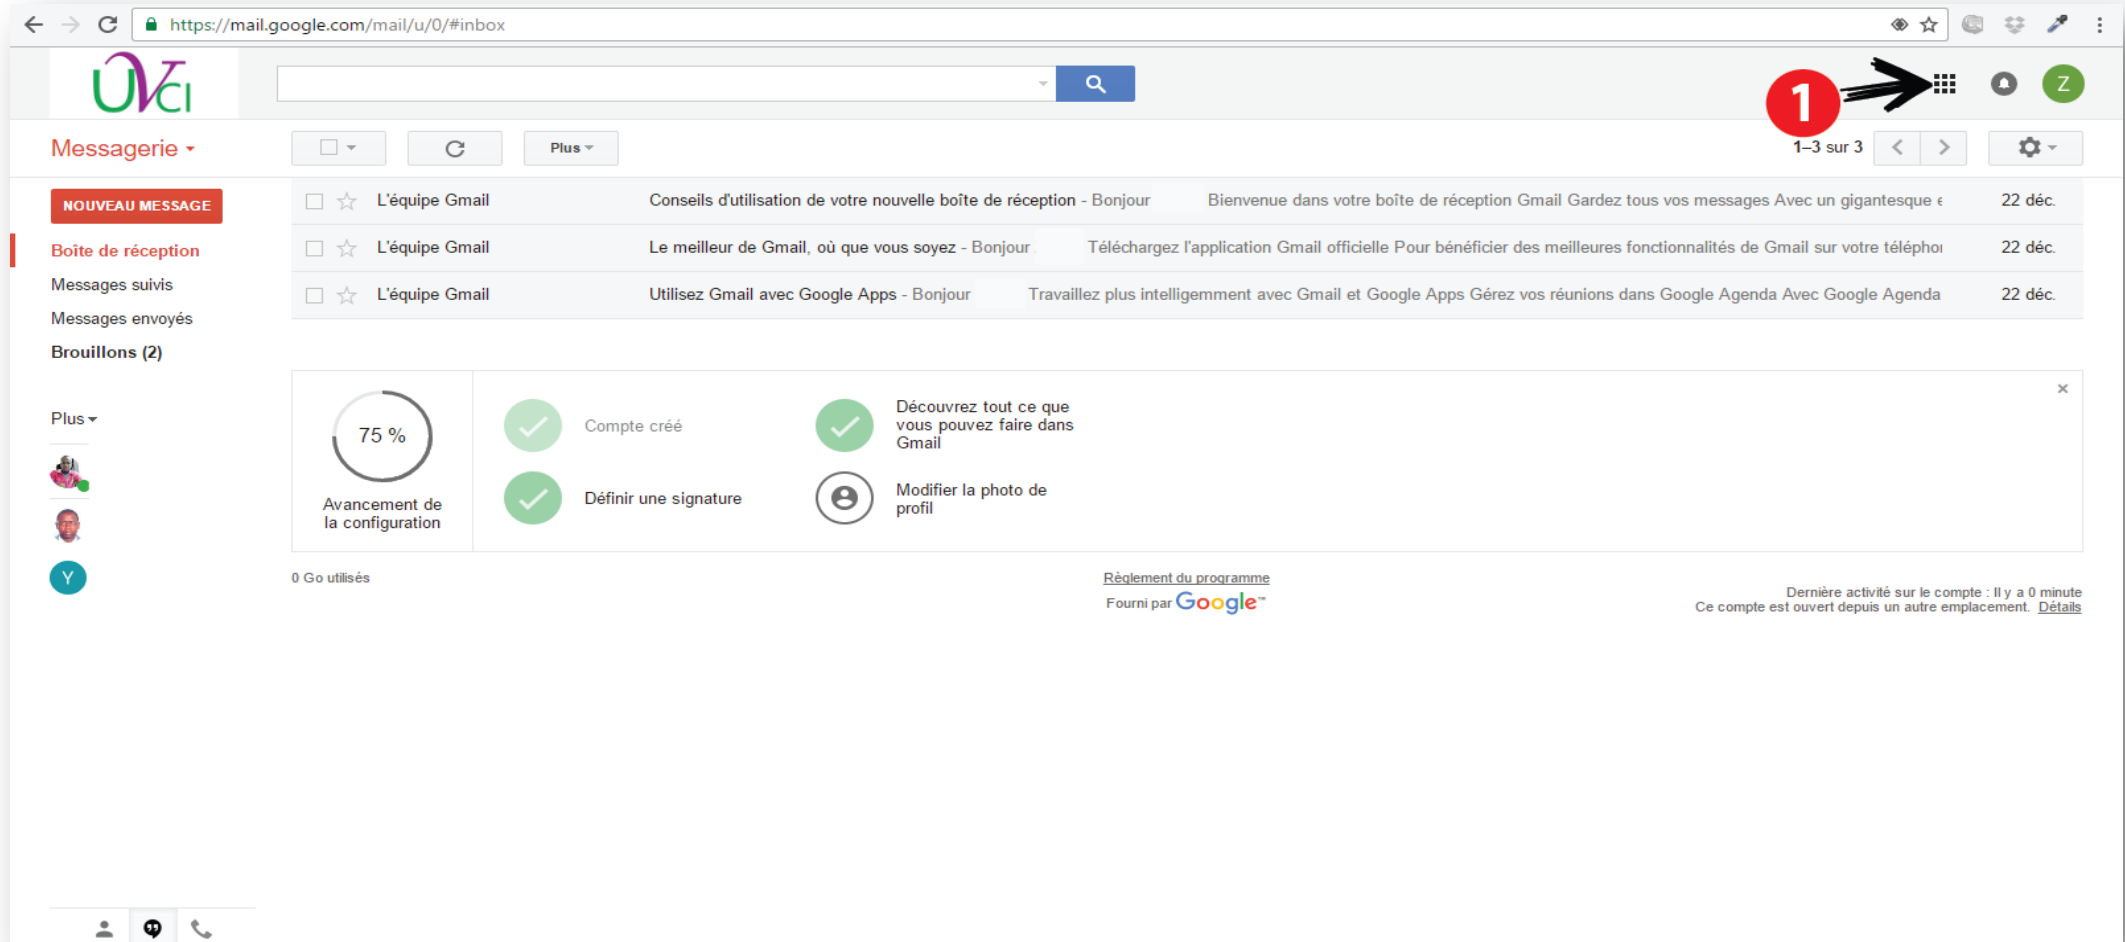 https://mail.google.com/mail/u/0/#inbox
UVCI
1
Z
Messagerie
Plus
1–3 sur 3
NOUVEAU MESSAGE
L'équipe Gmail Conseils d'utilisation de votre nouvelle boîte de réception - Bonjour Bienvenue dans votre boîte de réception Gmail Gardez tous vos messages Avec un gigantesque e 22 déc.
Boîte de réception
L'équipe Gmail Le meilleur de Gmail, où que vous soyez - Bonjour Téléchargez l'application Gmail officielle Pour bénéficier des meilleures fonctionnalités de Gmail sur votre télépho 22 déc.
Messages suivis
L'équipe Gmail Utilisez Gmail avec Google Apps - Bonjour Travaillez plus intelligemment avec Gmail et Google Apps Gérez vos réunions dans Google Agenda Avec Google Agenda 22 déc.
Messages envoyés
Brouillons (2)
Plus
Y
75 %
Avancement de
la configuration
Compte créé
Découvrez tout ce que
vous pouvez faire dans
Gmail
Définir une signature
Modifier la photo de
profil
0 Go utilisés
Règlement du programme
Fourni par Google™
Dernière activité sur le compte : Il y a 0 minute
Ce compte est ouvert depuis un autre emplacement. Détails